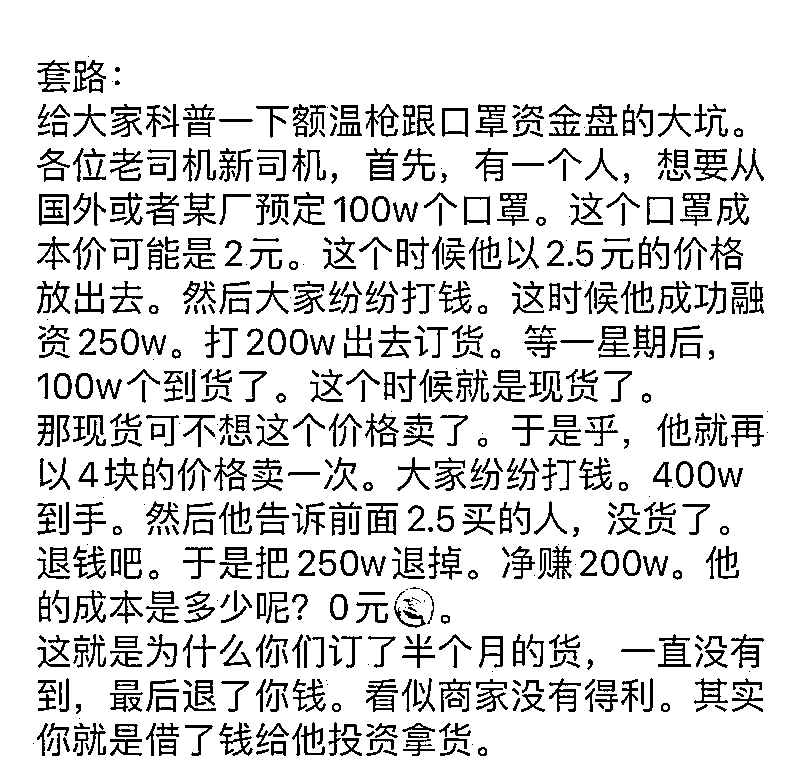 套路：
给大家科普一下额温枪跟口罩资金盘的大坑。
各位老司机新司机，首先，有一个人，想要从
国外或者某厂预定100w个口罩。这个口罩成
本价可能是2元。这个时候他以2.5元的价格
放出去。然后大家纷纷打钱。这时候他成功融
资250w。打200w出去订货。等一星期后，
100w个到货了。这个时候就是现货了。
那现货可不想这个价格卖了。于是乎，他就再
以4块的价格卖一次。大家纷纷打钱。400w
到手。然后他告诉前面2.5买的人，没货了。
退钱吧。于是把250w退掉。净赚200w。他
的成本是多少呢？0元。
这就是为什么你们订了半个月的货，一直没有
到，最后退了你钱。看似商家没有得利。其实
你就是借了钱给他投资拿货。